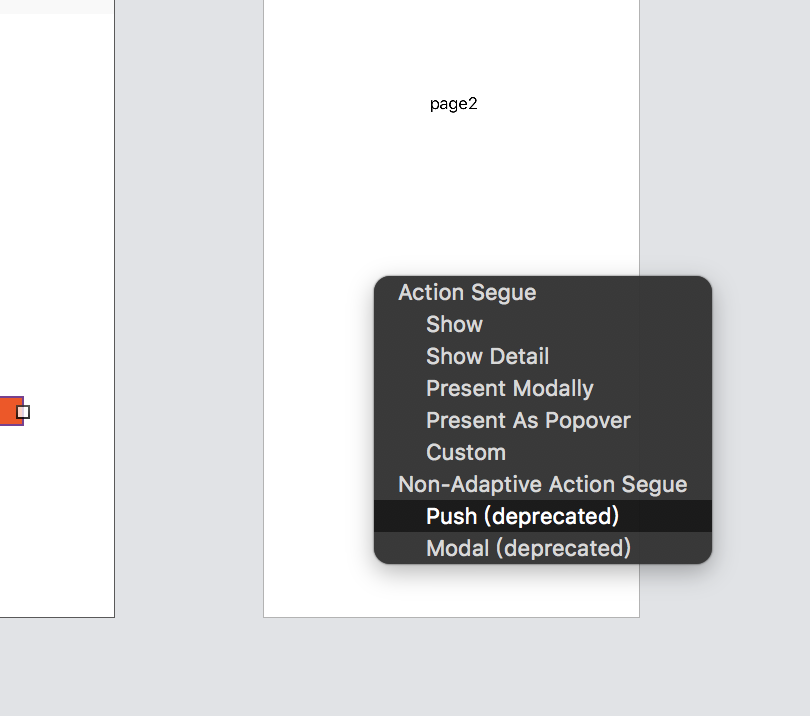 page2
Action Segue
Show
Show Detail
Present Modally
Present As Popover
Custom
Non-Adaptive Action Segue
Push (deprecated)
Modal (deprecated)